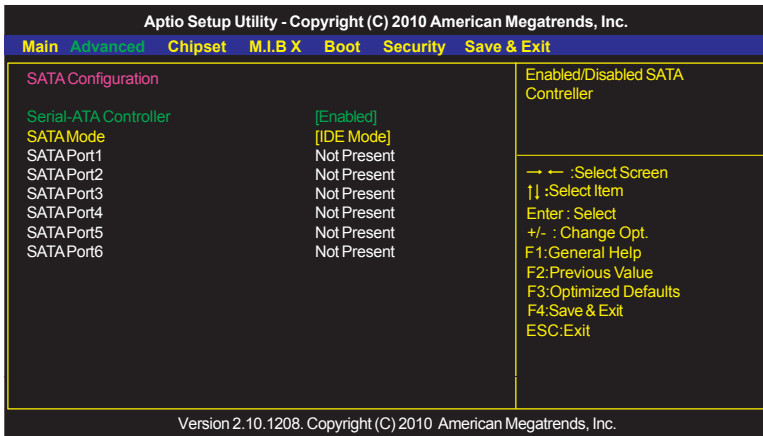 Aptio Setup Utility - Copyright (C) 2010 American Megatrends, Inc.
Main Advanced Chipset M.I.B X Boot Security Save & Exit
SATA Configuration
Serial-ATA Controller [Enabled]
SATA Mode [IDE Mode]
SATA Port1 Not Present
SATA Port2 Not Present
SATA Port3 Not Present
SATA Port4 Not Present
SATA Port5 Not Present
SATA Port6 Not Present
Enabled/Disabled SATA
Contreller
→ ← :Select Screen
↑↓ :Select Item
Enter : Select
+/- : Change Opt.
F1:General Help
F2:Previous Value
F3:Optimized Defaults
F4:Save & Exit
ESC:Exit
Version 2.10.1208. Copyright (C) 2010 American Megatrends, Inc.